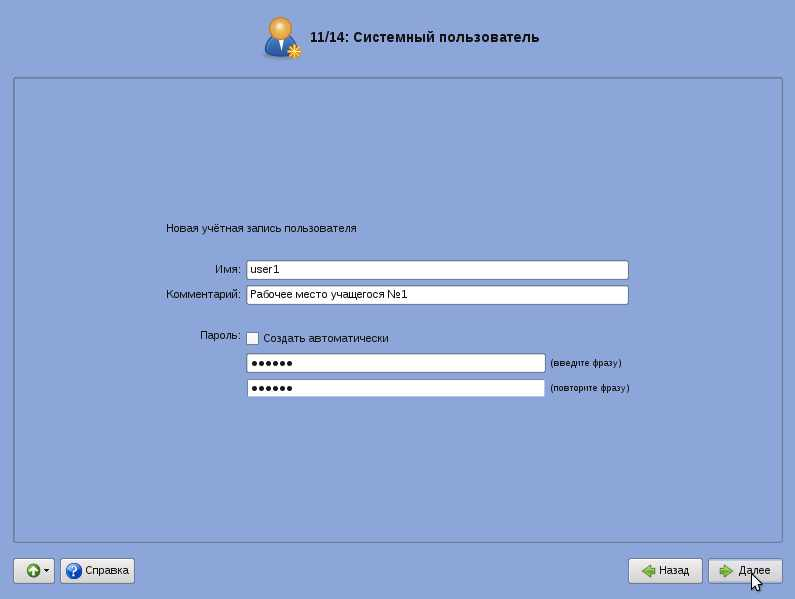 11/14: Системный пользователь
Новая учётная запись пользователя
Имя: user1
Комментарий: Рабочее место учащегося №1
Пароль: Создать автоматически
●●●●●● (введите фразу)
●●●●●● (повторите фразу)
Справка Назад Далее